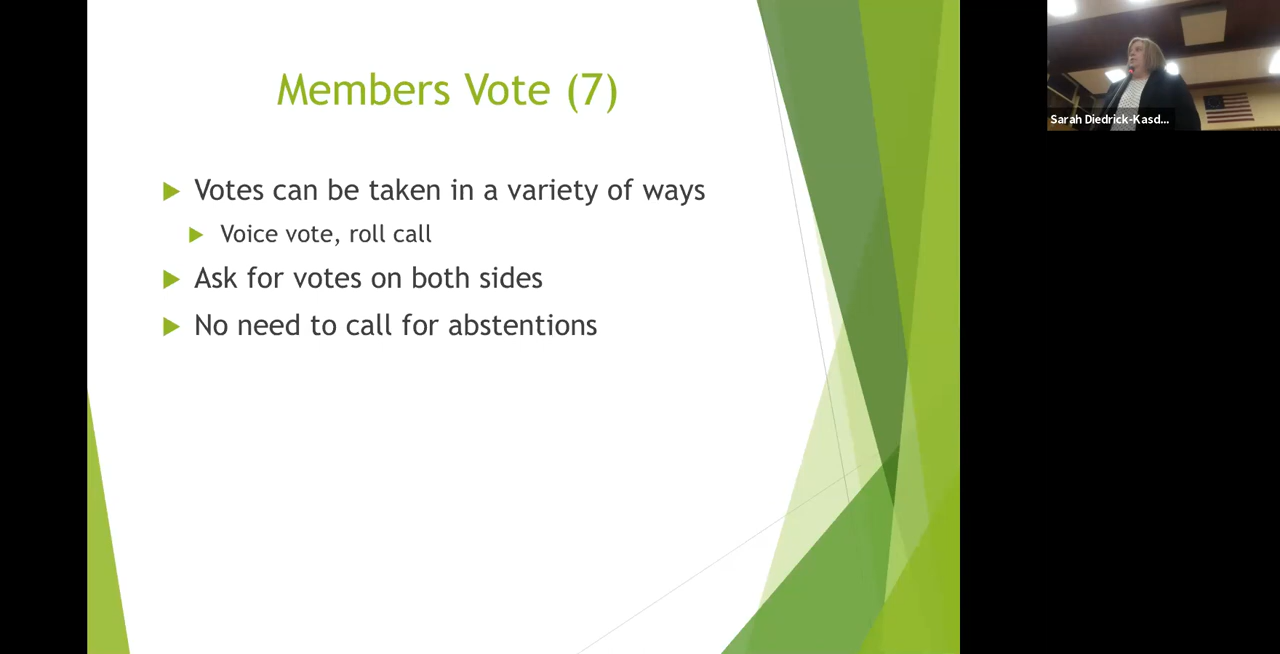 Members Vote (7)
Votes can be taken in a variety of ways
Voice vote, roll call
Ask for votes on both sides
No need to call for abstentions
Sarah Diedrick-Kasd...